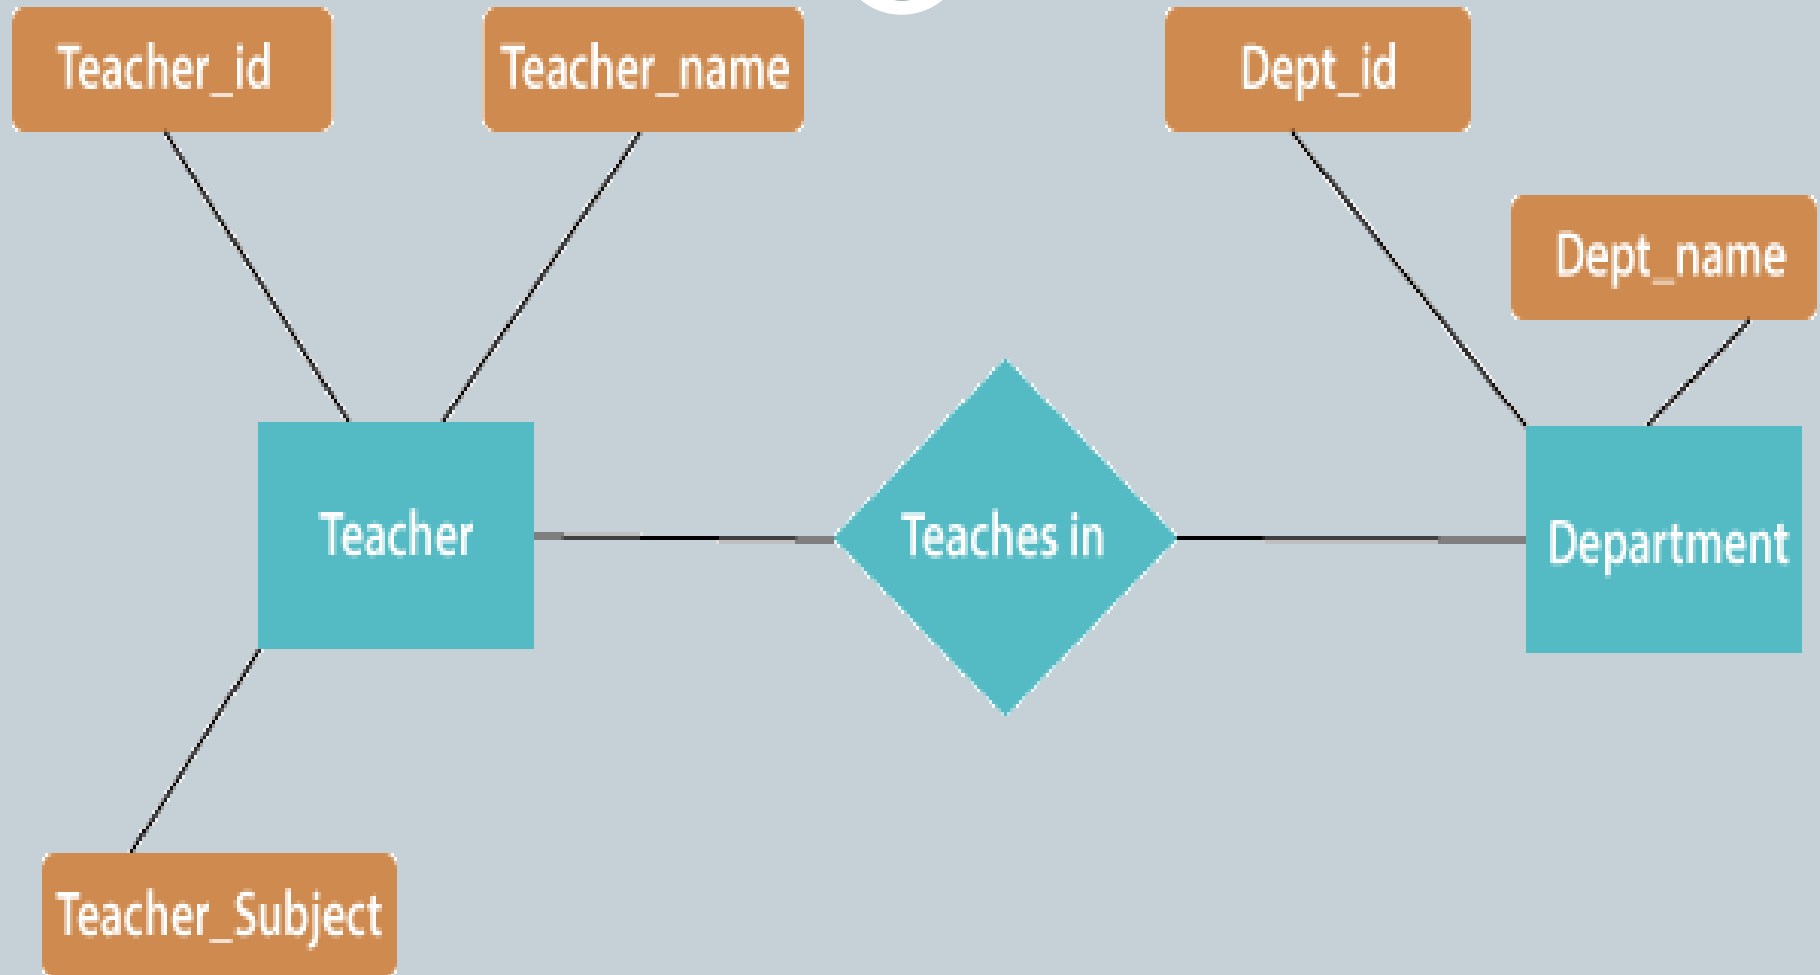 Teacher_id
Teacher_name
Dept_id
Dept_name
Teacher
Teaches in
Department
Teacher_Subject